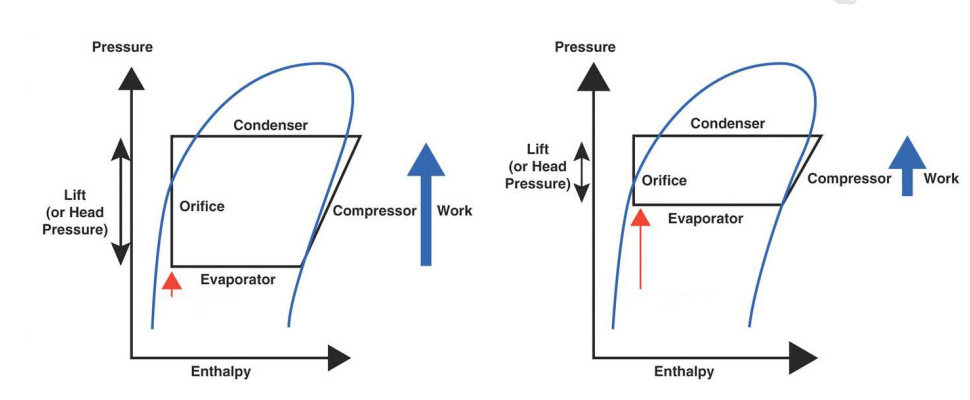 Pressure
Condenser
Lift
(or Head
Pressure)
Orifice
Compressor
Work
Evaporator
Enthalpy
Pressure
Condenser
Lift
(or Head
Pressure)
Orifice
Compressor
Work
Evaporator
Enthalpy